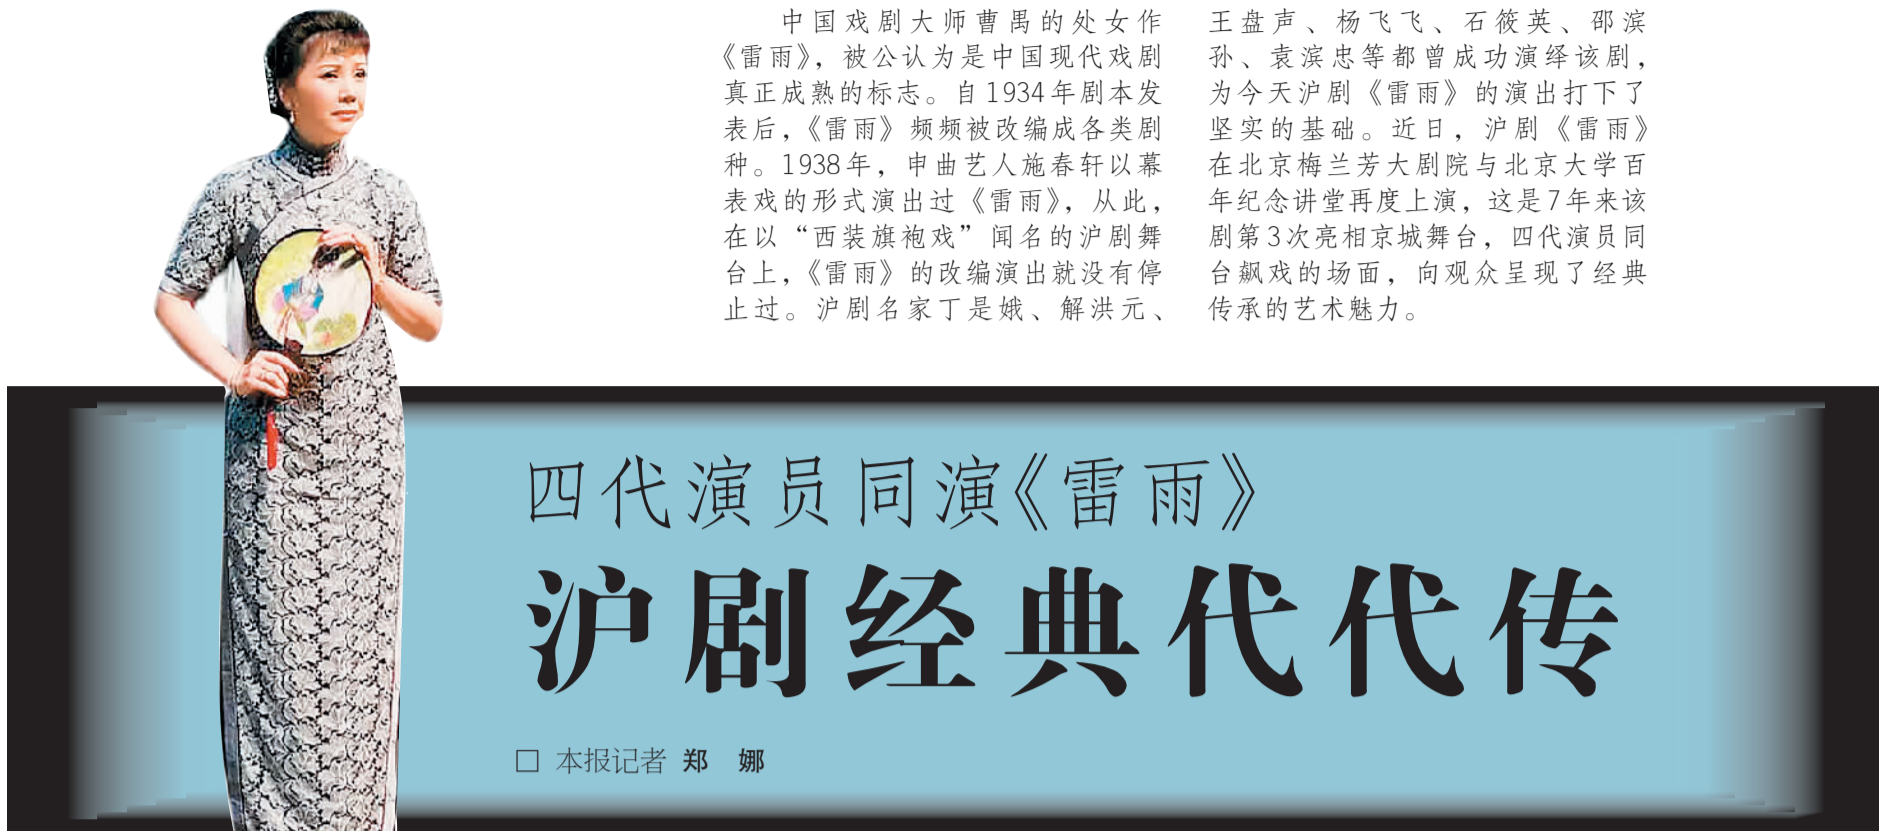 中国戏剧大师曹禺的处女作
《雷雨》，被公认为是中国现代戏剧
真正成熟的标志。自1934年剧本发
表后，《雷雨》频频被改编成各类剧
种。1938年，申曲艺人施春轩以幕
表戏的形式演出过《雷雨》，从此，
在以“西装旗袍戏”闻名的沪剧舞
台上，《雷雨》的改编演出就没有停
止过。沪剧名家丁是娥、解洪元、
王盘声、杨飞飞、石筱英、邵滨
孙、袁滨忠等都曾成功演绎该剧，
为今天沪剧《雷雨》的演出打下了
坚实的基础。近日，沪剧《雷雨》
在北京梅兰芳大剧院与北京大学百
年纪念讲堂再度上演，这是7年来该
剧第3次亮相京城舞台，四代演员同
台飙戏的场面，向观众呈现了经典
传承的艺术魅力。
四代演员同演《雷雨》
沪剧经典代代传
□ 本报记者 郑 娜